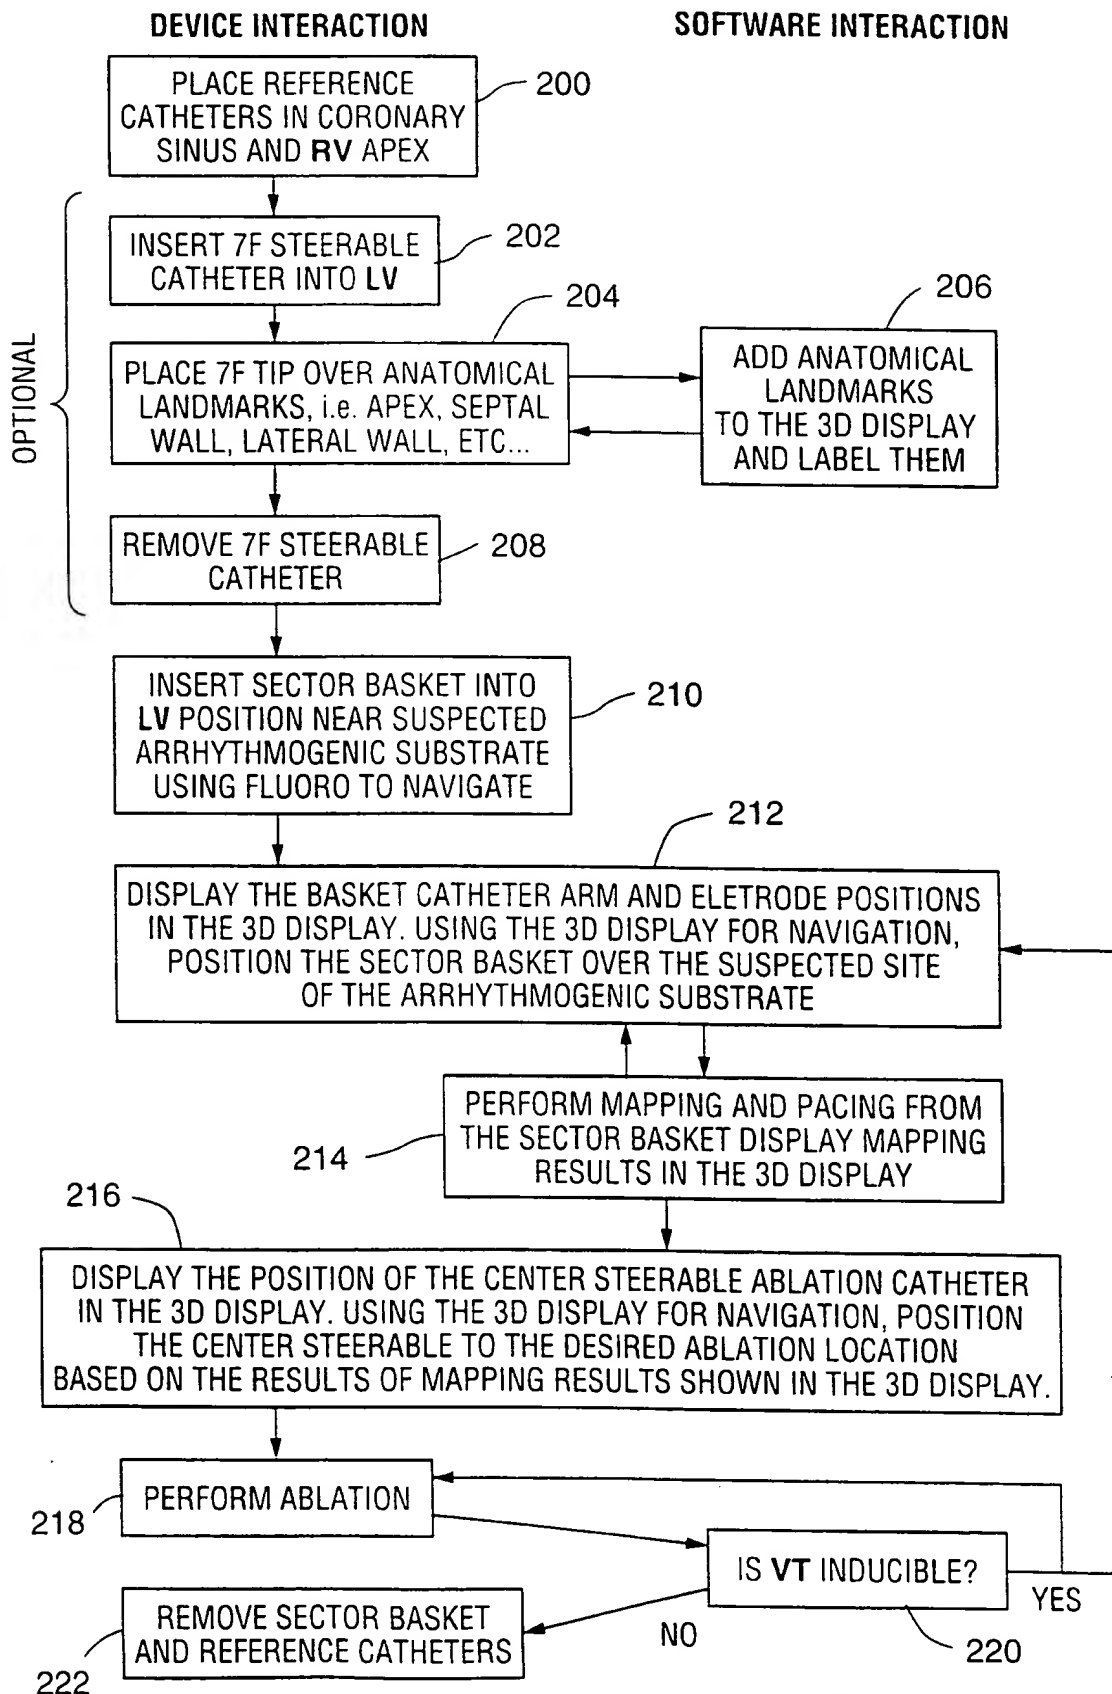 DEVICE INTERACTION
SOFTWARE INTERACTION
PLACE REFERENCE
CATHETERS IN CORONARY
SINUS AND RV APEX
200
OPTIONAL
INSERT 7F STEERABLE
CATHETER INTO LV
202
204
PLACE 7F TIP OVER ANATOMICAL
LANDMARKS, i.e. APEX, SEPTAL
WALL, LATERAL WALL, ETC...
206
ADD ANATOMICAL
LANDMARKS
TO THE 3D DISPLAY
AND LABEL THEM
REMOVE 7F STEERABLE
CATHETER
208
INSERT SECTOR BASKET INTO
LV POSITION NEAR SUSPECTED
ARRHYTHMOGENIC SUBSTRATE
USING FLUORO TO NAVIGATE
210
212
DISPLAY THE BASKET CATHETER ARM AND ELETRODE POSITIONS
IN THE 3D DISPLAY. USING THE 3D DISPLAY FOR NAVIGATION,
POSITION THE SECTOR BASKET OVER THE SUSPECTED SITE
OF THE ARRHYTHMOGENIC SUBSTRATE
PERFORM MAPPING AND PACING FROM
THE SECTOR BASKET DISPLAY MAPPING
RESULTS IN THE 3D DISPLAY
214
216
DISPLAY THE POSITION OF THE CENTER STEERABLE ABLATION CATHETER
IN THE 3D DISPLAY. USING THE 3D DISPLAY FOR NAVIGATION, POSITION
THE CENTER STEERABLE TO THE DESIRED ABLATION LOCATION
BASED ON THE RESULTS OF MAPPING RESULTS SHOWN IN THE 3D DISPLAY.
PERFORM ABLATION
218
IS VT INDUCIBLE?
YES
NO
220
REMOVE SECTOR BASKET
AND REFERENCE CATHETERS
222